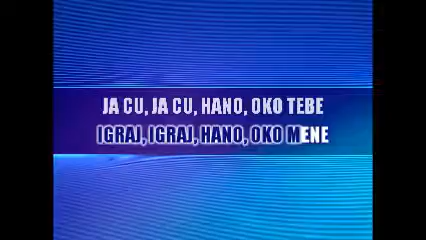 JA CU, JA CU, HANO, OKO TEBE
IGRAJ, IGRAJ, HANO, OKO MENE